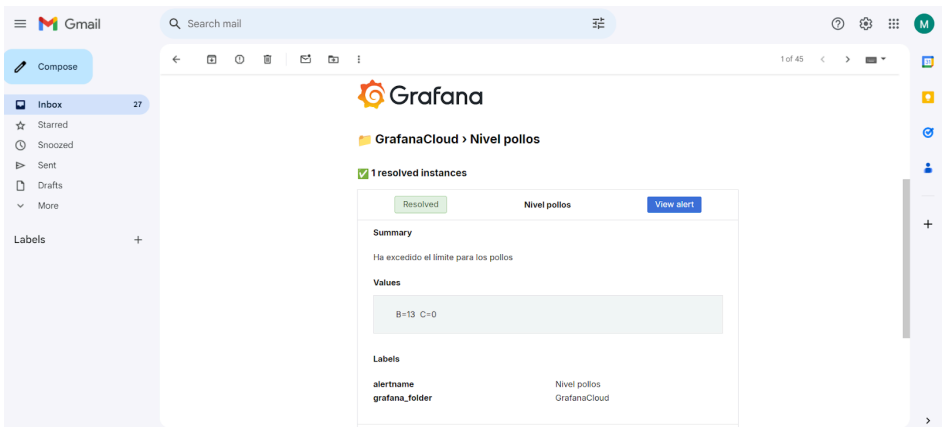 Gmail
Search mail
Compose
1 of 45
Inbox 27
Starred
Snoozed
Sent
Drafts
More
Labels
Grafana
GrafanaCloud › Nivel pollos
1 resolved instances
Resolved Nivel pollos View alert
Summary
Ha excedido el límite para los pollos
Values
B=13 C=0
Labels
alertname Nivel pollos
grafana_folder GrafanaCloud
M
31